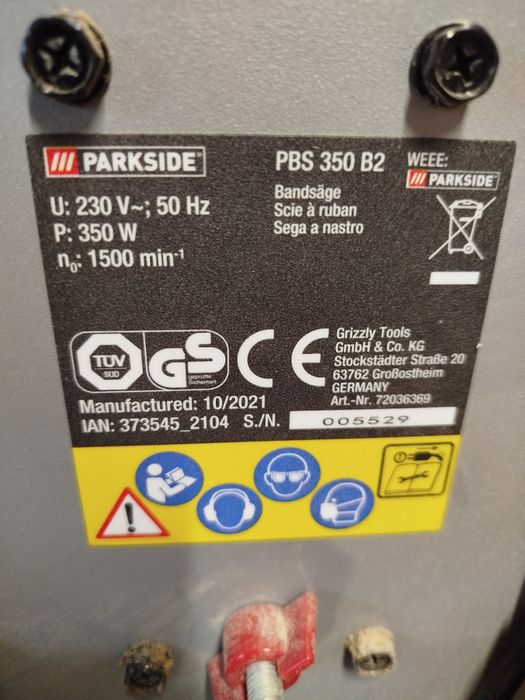 PARKSIDE
PBS 350 B2
WEEE:
PARKSIDE
U: 230 V~; 50 Hz
P: 350 W
n₀: 1500 min⁻¹
Bandsäge
Scie à ruban
Sega a nastro
TÜV
SÜD
GS
geprüfte
Sicherheit
CE
Grizzly Tools
GmbH & Co. KG
Stockstädter Straße 20
63762 Großostheim
GERMANY
Art.-Nr. 72036369
Manufactured: 10/2021
IAN: 373545_2104 S./N. 005529